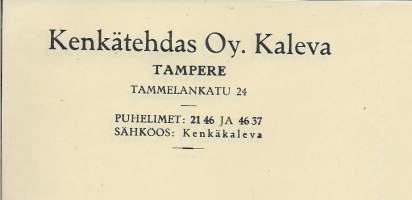 Kenkätehdas Oy. Kaleva
TAMPERE
TAMMELANKATU 24
PUHELIMET: 21 46 JA 46 37
SÄHKÖOS: Kenkäkaleva